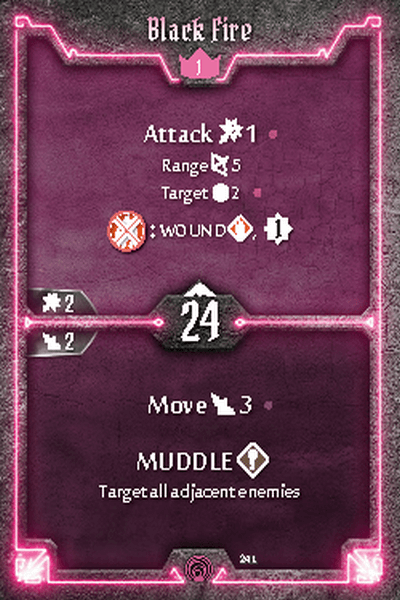 Black Fire
1
Attack 1
Range 5
Target 2
: WOUND, 1
2
24
2
Move 3
MUDDLE
Target all adjacent enemies
241